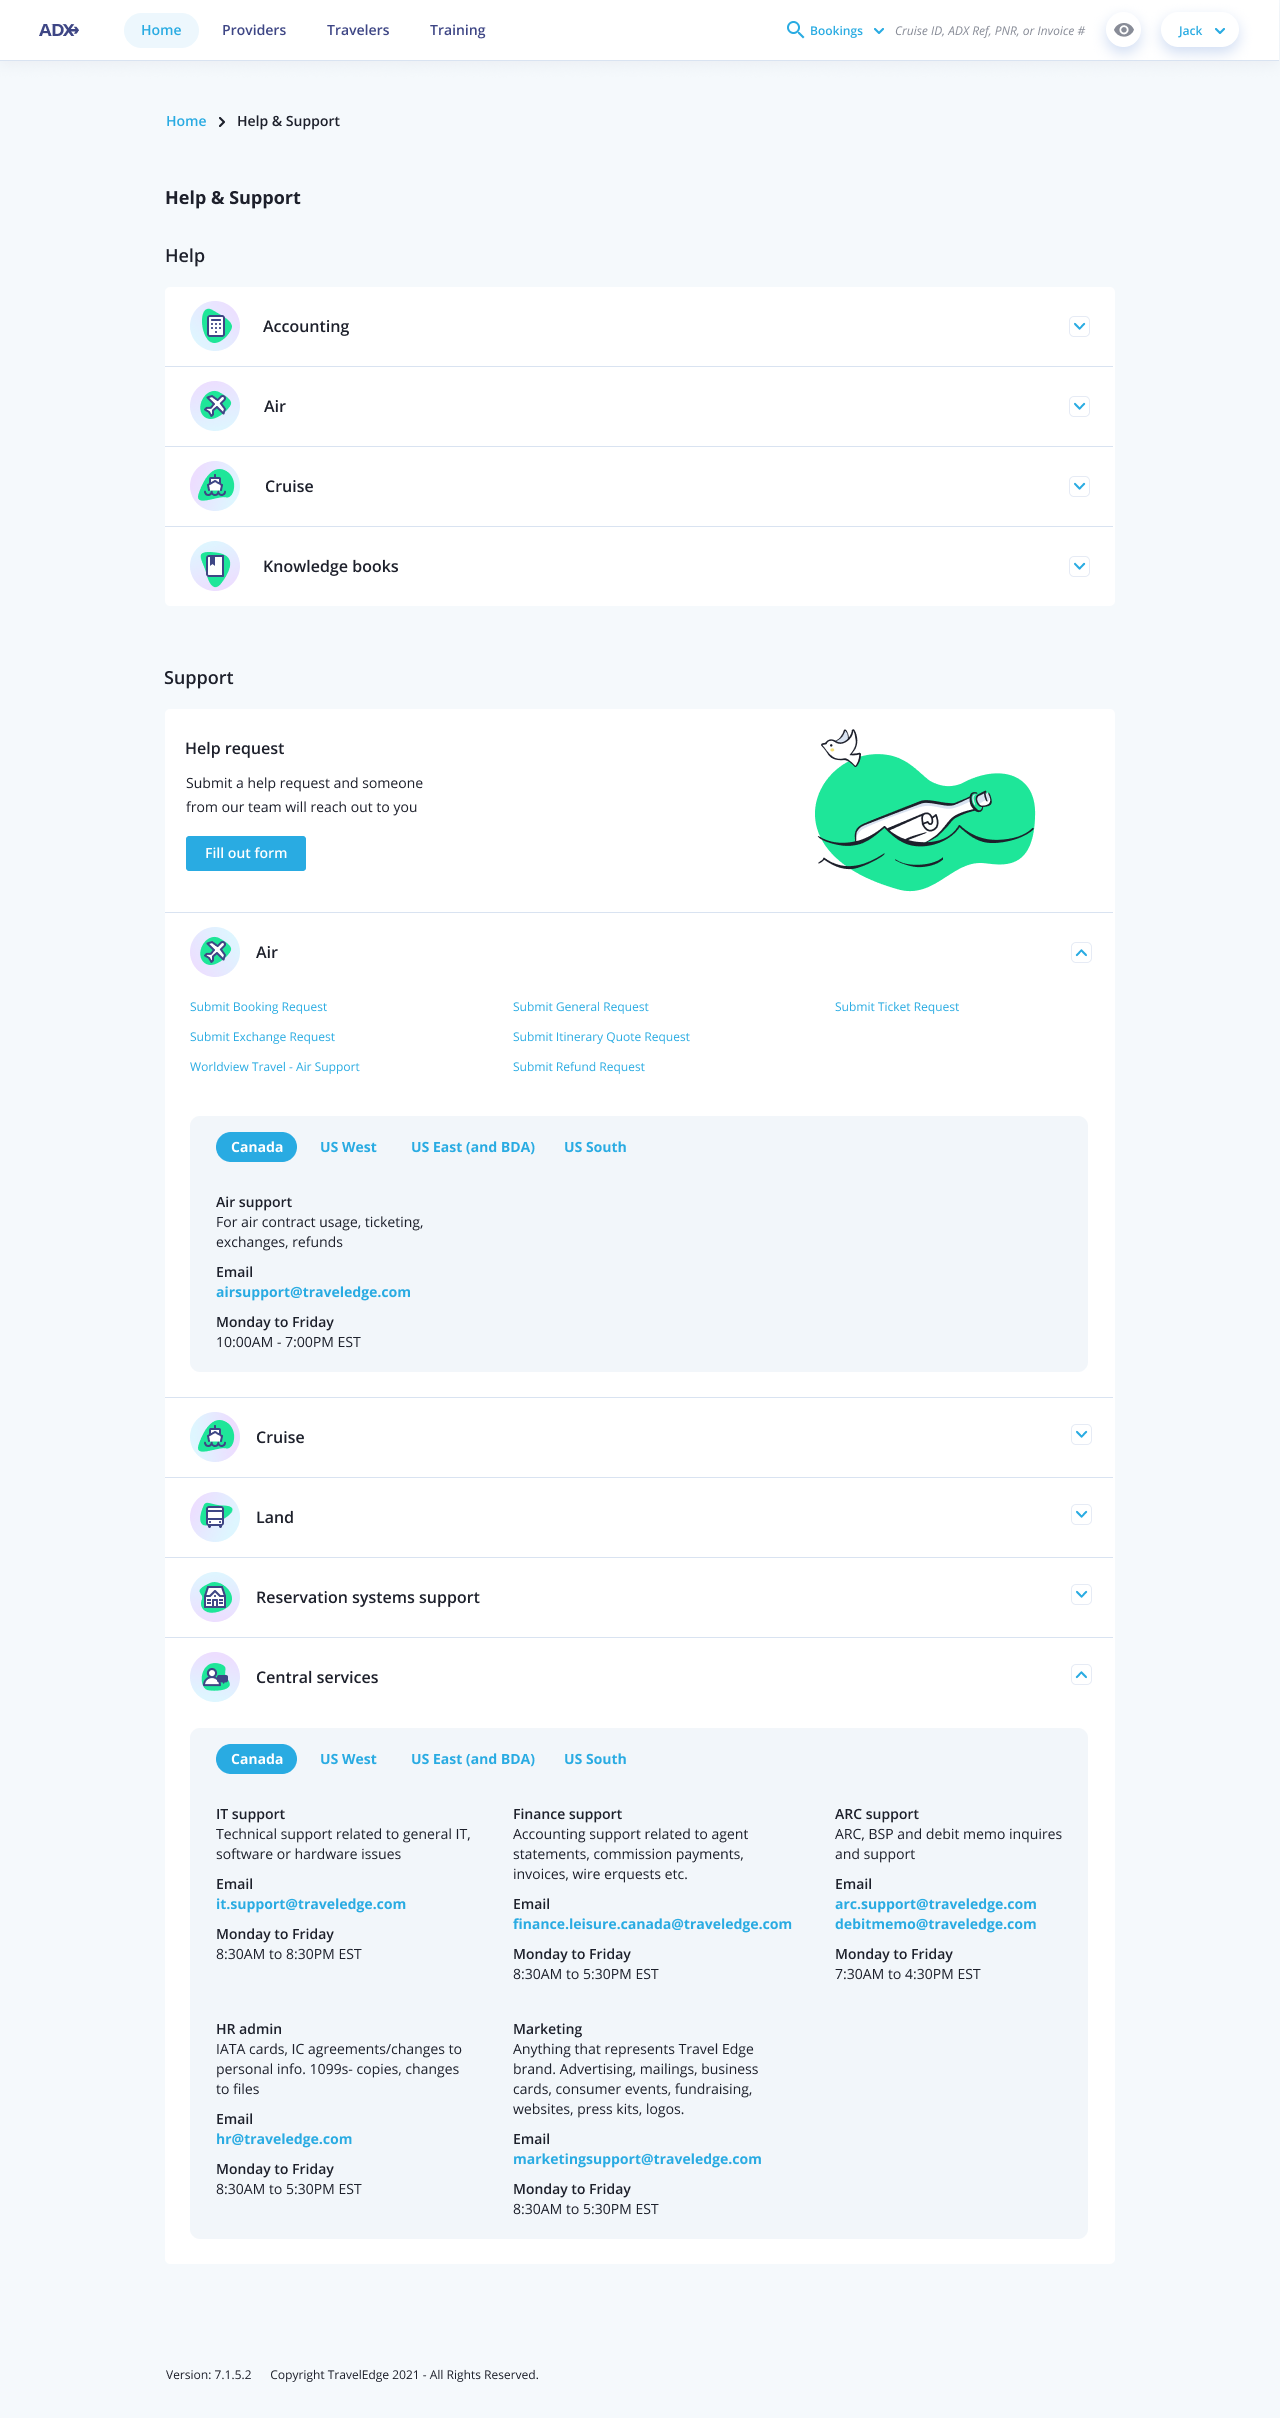 ADX
Home
Providers
Travelers
Training
Bookings
Cruise ID, ADX Ref, PNR, or Invoice #
Jack
Home
Help & Support
Help & Support
Help
Accounting
Air
Cruise
Knowledge books
Support
Help request
Submit a help request and someone
from our team will reach out to you
Fill out form
Air
Submit Booking Request
Submit General Request
Submit Ticket Request
Submit Exchange Request
Submit Itinerary Quote Request
Worldview Travel - Air Support
Submit Refund Request
Canada
US West
US East (and BDA)
US South
Air support
For air contract usage, ticketing,
exchanges, refunds
Email
airsupport@traveledge.com
Monday to Friday
10:00AM - 7:00PM EST
Cruise
Land
Reservation systems support
Central services
Canada
US West
US East (and BDA)
US South
IT support
Technical support related to general IT,
software or hardware issues
Email
it.support@traveledge.com
Monday to Friday
8:30AM to 8:30PM EST
Finance support
Accounting support related to agent
statements, commission payments,
invoices, wire erquests etc.
Email
finance.leisure.canada@traveledge.com
Monday to Friday
8:30AM to 5:30PM EST
ARC support
ARC, BSP and debit memo inquires
and support
Email
arc.support@traveledge.com
debitmemo@traveledge.com
Monday to Friday
7:30AM to 4:30PM EST
HR admin
IATA cards, IC agreements/changes to
personal info. 1099s- copies, changes
to files
Email
hr@traveledge.com
Monday to Friday
8:30AM to 5:30PM EST
Marketing
Anything that represents Travel Edge
brand. Advertising, mailings, business
cards, consumer events, fundraising,
websites, press kits, logos.
Email
marketingsupport@traveledge.com
Monday to Friday
8:30AM to 5:30PM EST
Version: 7.1.5.2
Copyright TravelEdge 2021 - All Rights Reserved.